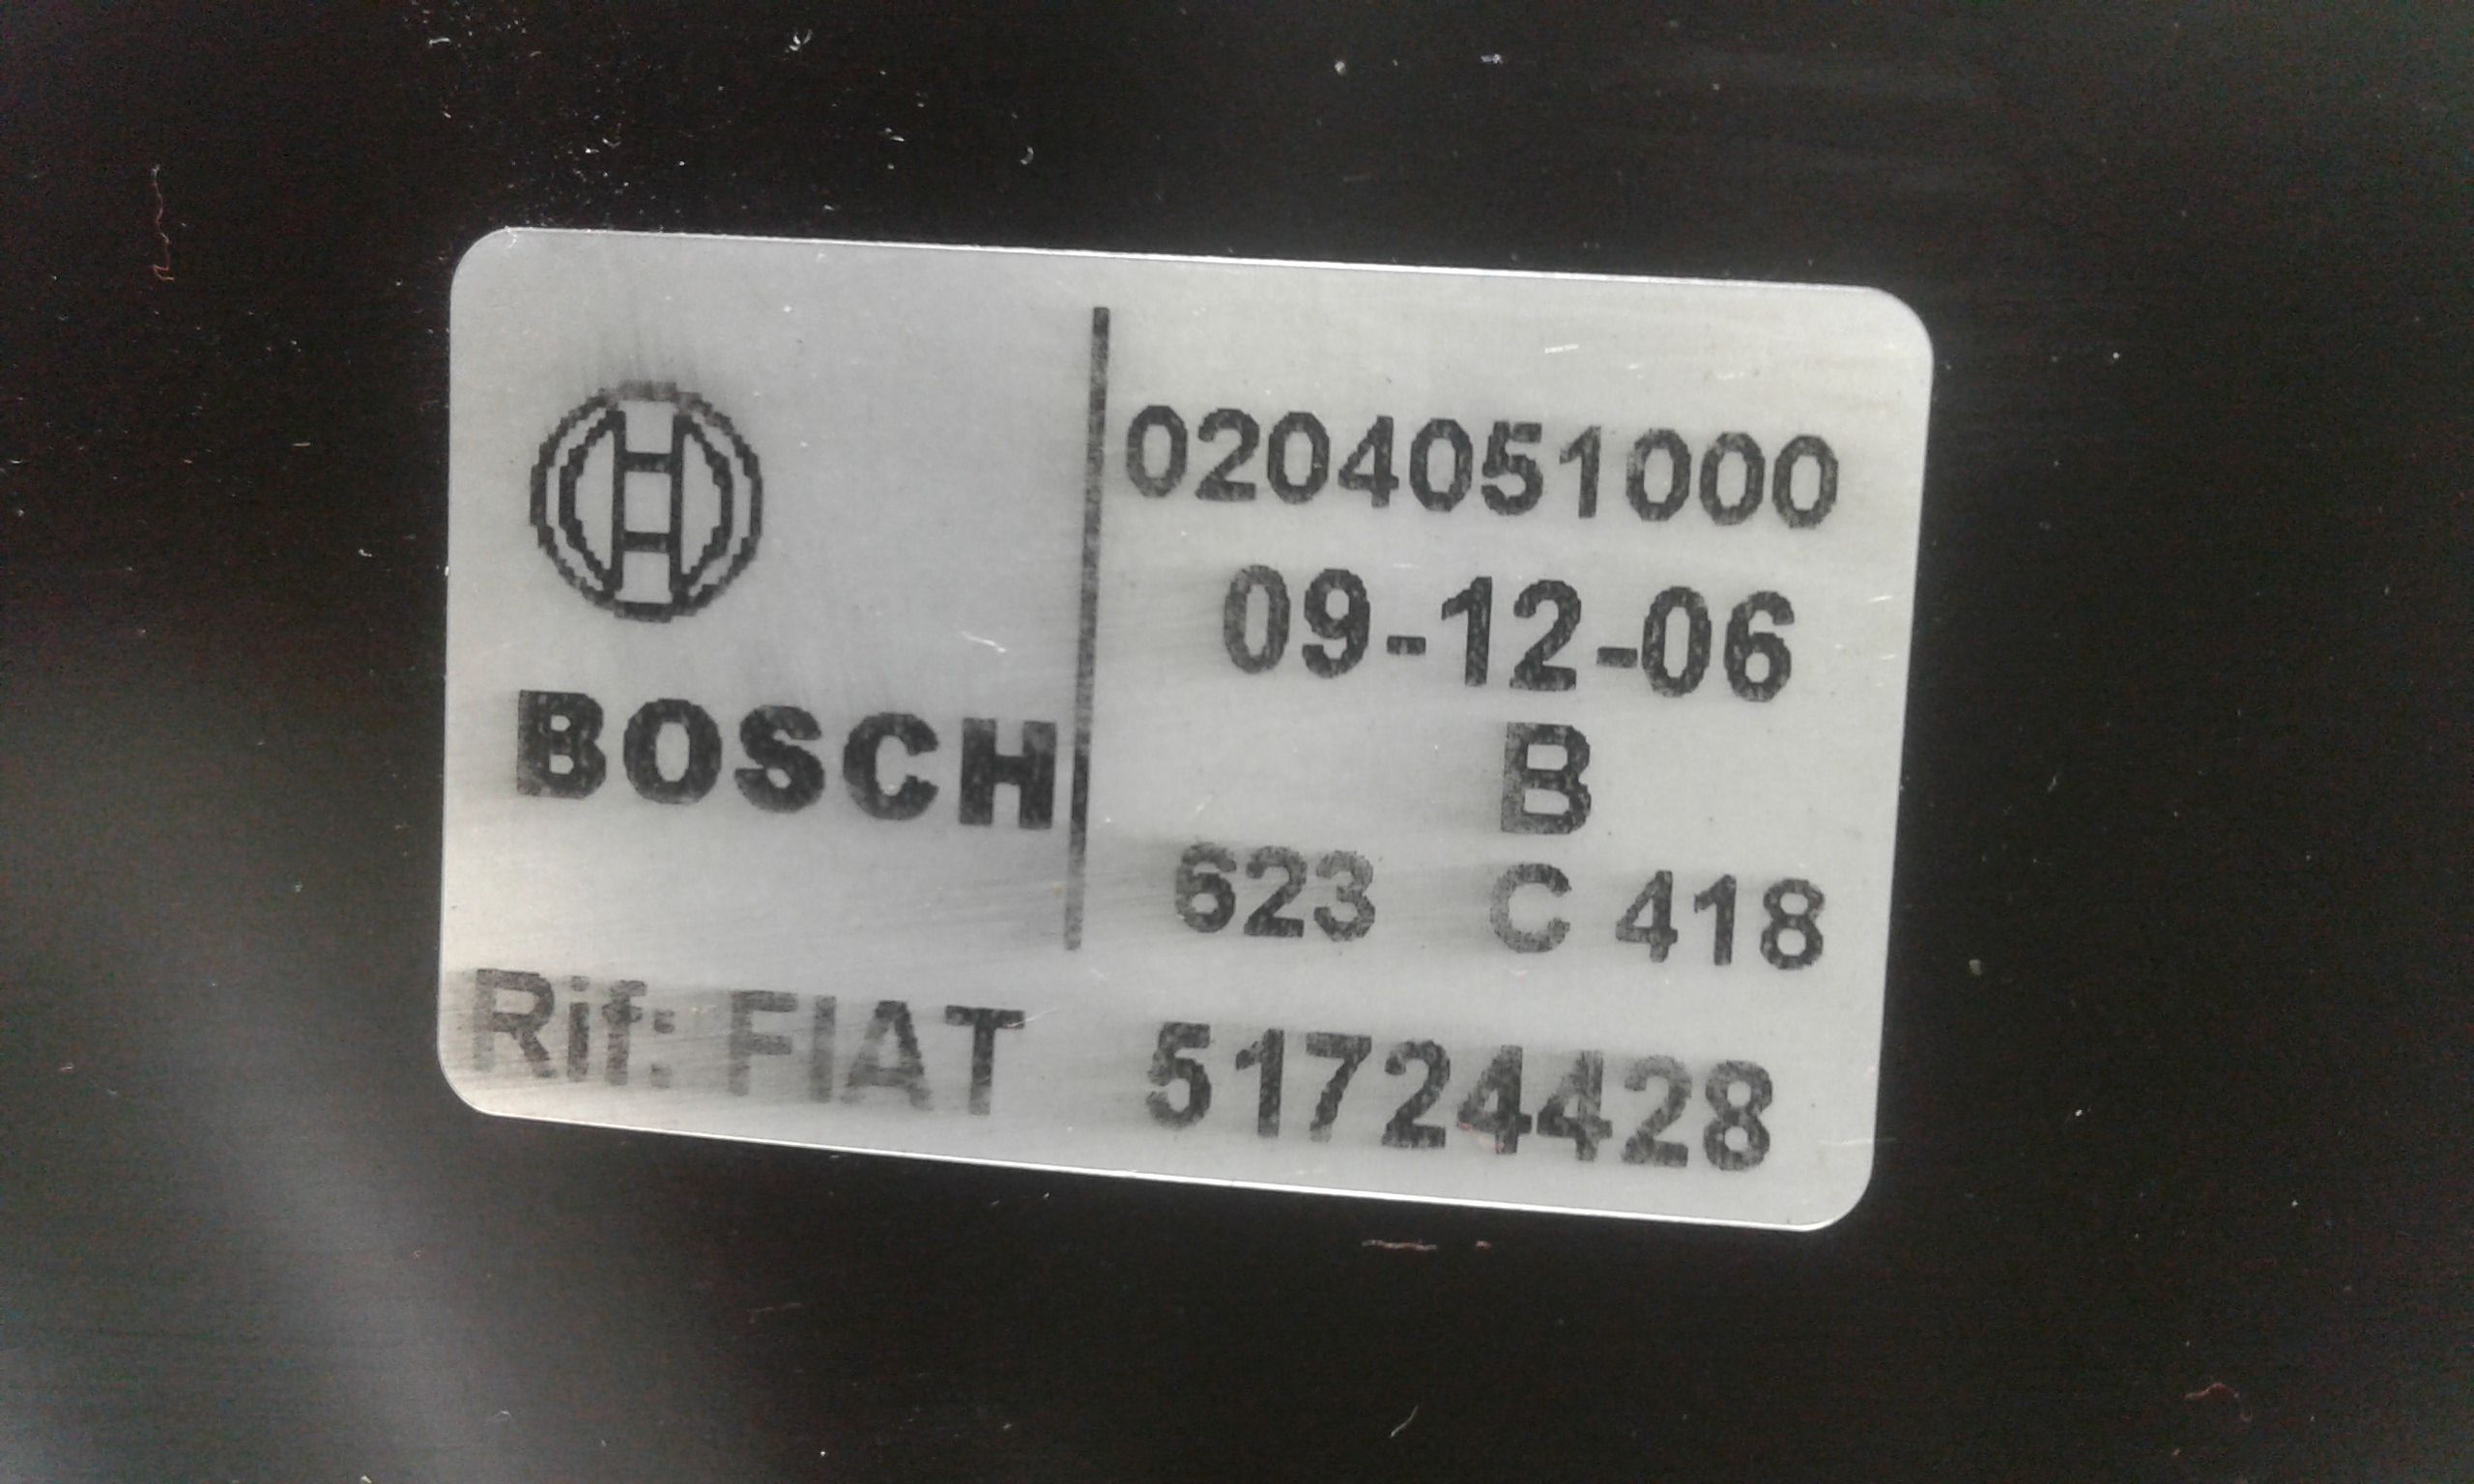 BOSCH
0204051000
09-12-06
B
623 C 418
Rif: FIAT 51724428